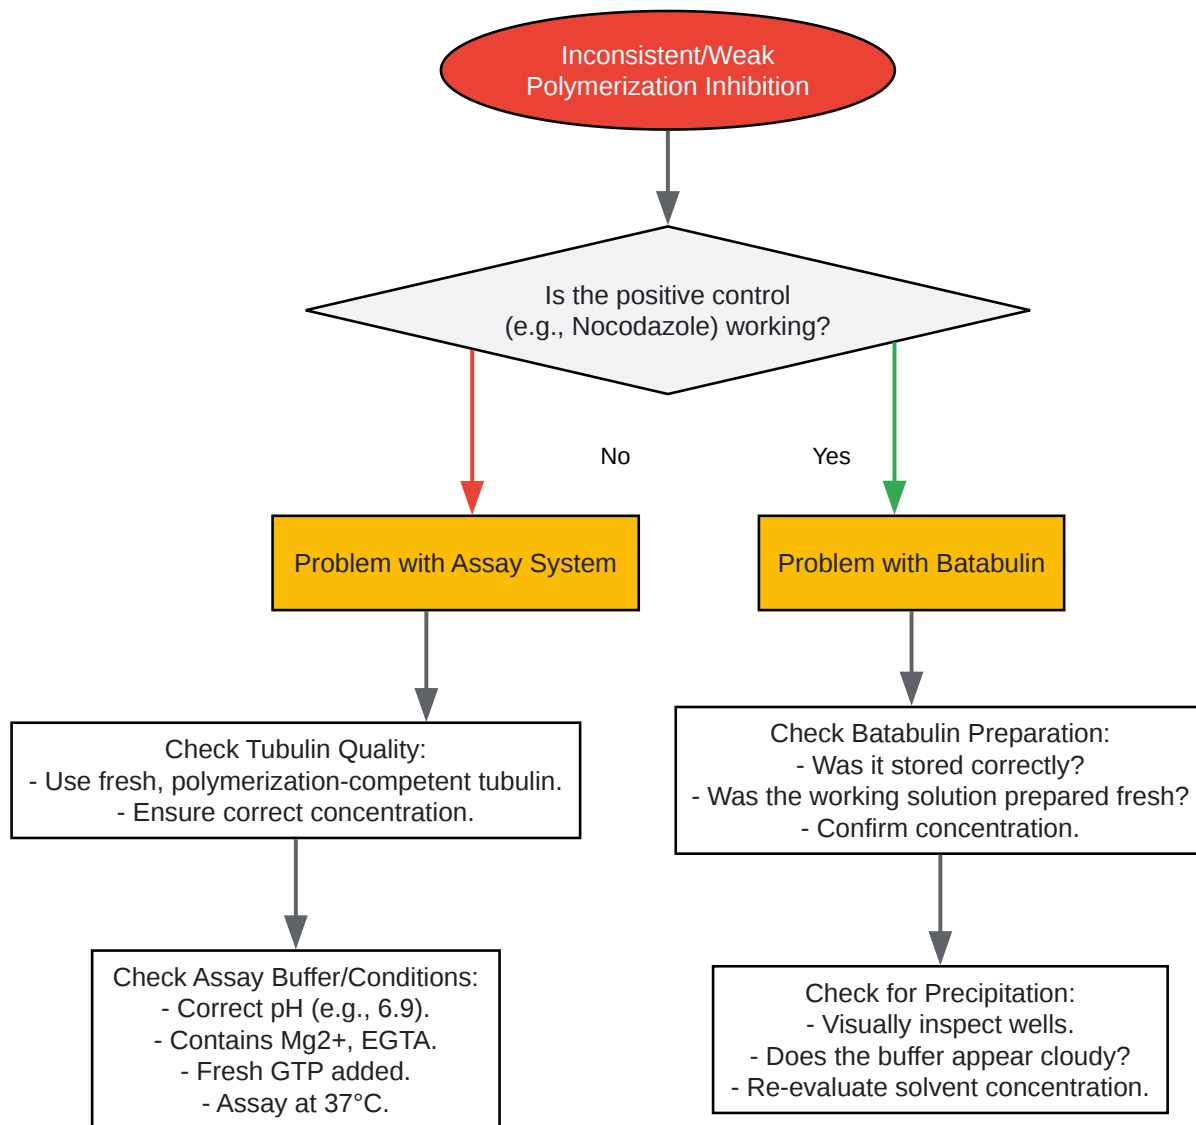 Inconsistent/Weak
Polymerization Inhibition
Is the positive control
(e.g., Nocodazole) working?
No
Yes
Problem with Assay System
Problem with Batabulin
Check Tubulin Quality:
- Use fresh, polymerization-competent tubulin.
- Ensure correct concentration.
Check Batabulin Preparation:
- Was it stored correctly?
- Was the working solution prepared fresh?
- Confirm concentration.
Check Assay Buffer/Conditions:
- Correct pH (e.g., 6.9).
- Contains Mg2+, EGTA.
- Fresh GTP added.
- Assay at 37°C.
Check for Precipitation:
- Visually inspect wells.
- Does the buffer appear cloudy?
- Re-evaluate solvent concentration.